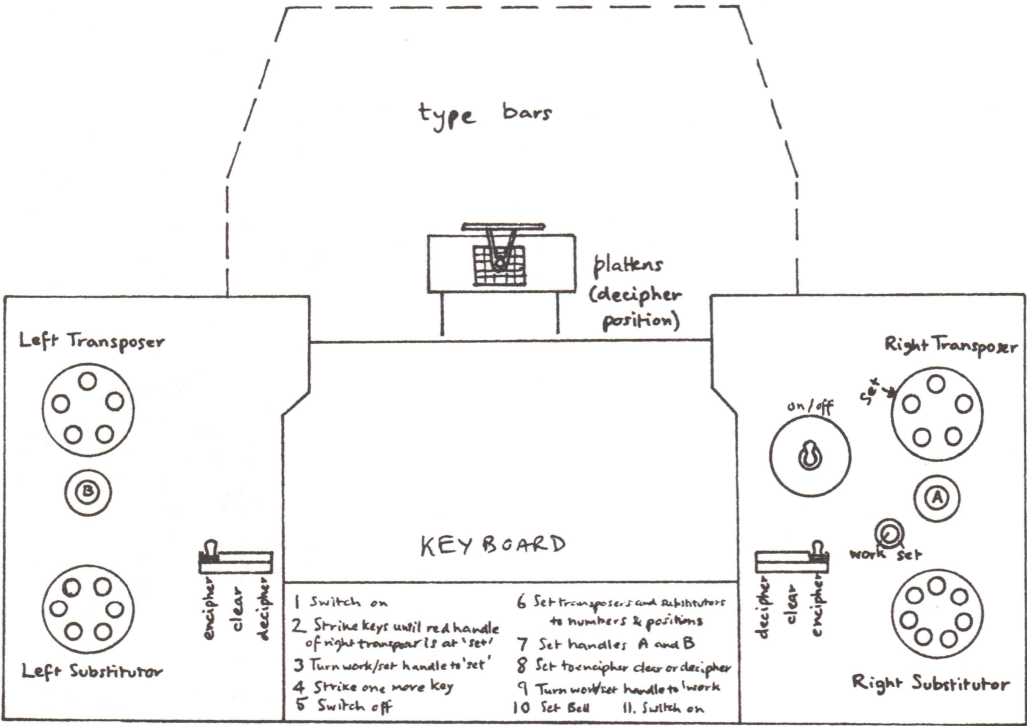 type bars
plattens
(decipher
position)
Left Transposer
Right Transposer
set
on/off
B
A
KEYBOARD
work set
encipher
clear
decipher
decipher
clear
encipher
1 Switch on
2 Strike keys until red handle
of right transposer is at 'set'
3 Turn work/set handle to 'set'
4 Strike one more key
5 Switch off
6 Set transposers and substitutors
to numbers & positions
7 Set handles A and B
8 Set to encipher clear or decipher
9 Turn work/set handle to 'work
10 Set Bell 11. Switch on
Left Substitutor
Right Substitutor